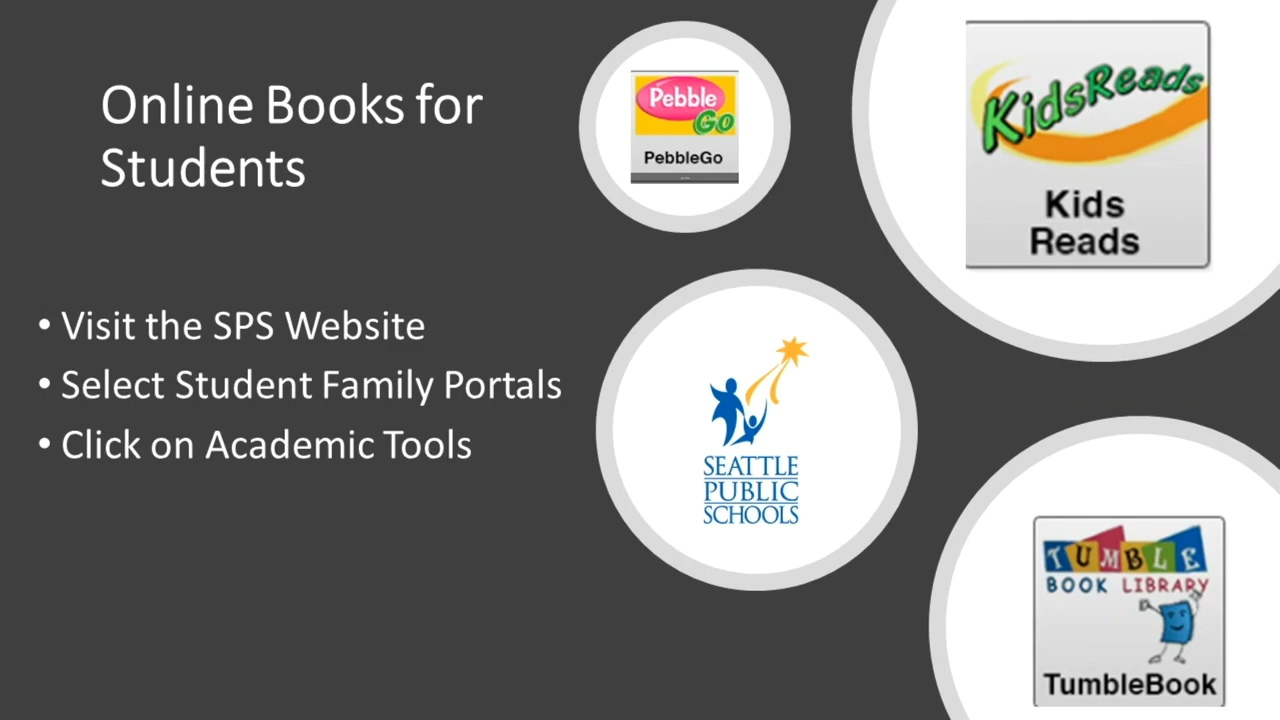 Online Books for
Students
• Visit the SPS Website
• Select Student Family Portals
• Click on Academic Tools
Pebble
Go
PebbleGo
KidsReads
Kids
Reads
SEATTLE
PUBLIC
SCHOOLS
TUMBLE
BOOK LIBRARY
TumbleBook